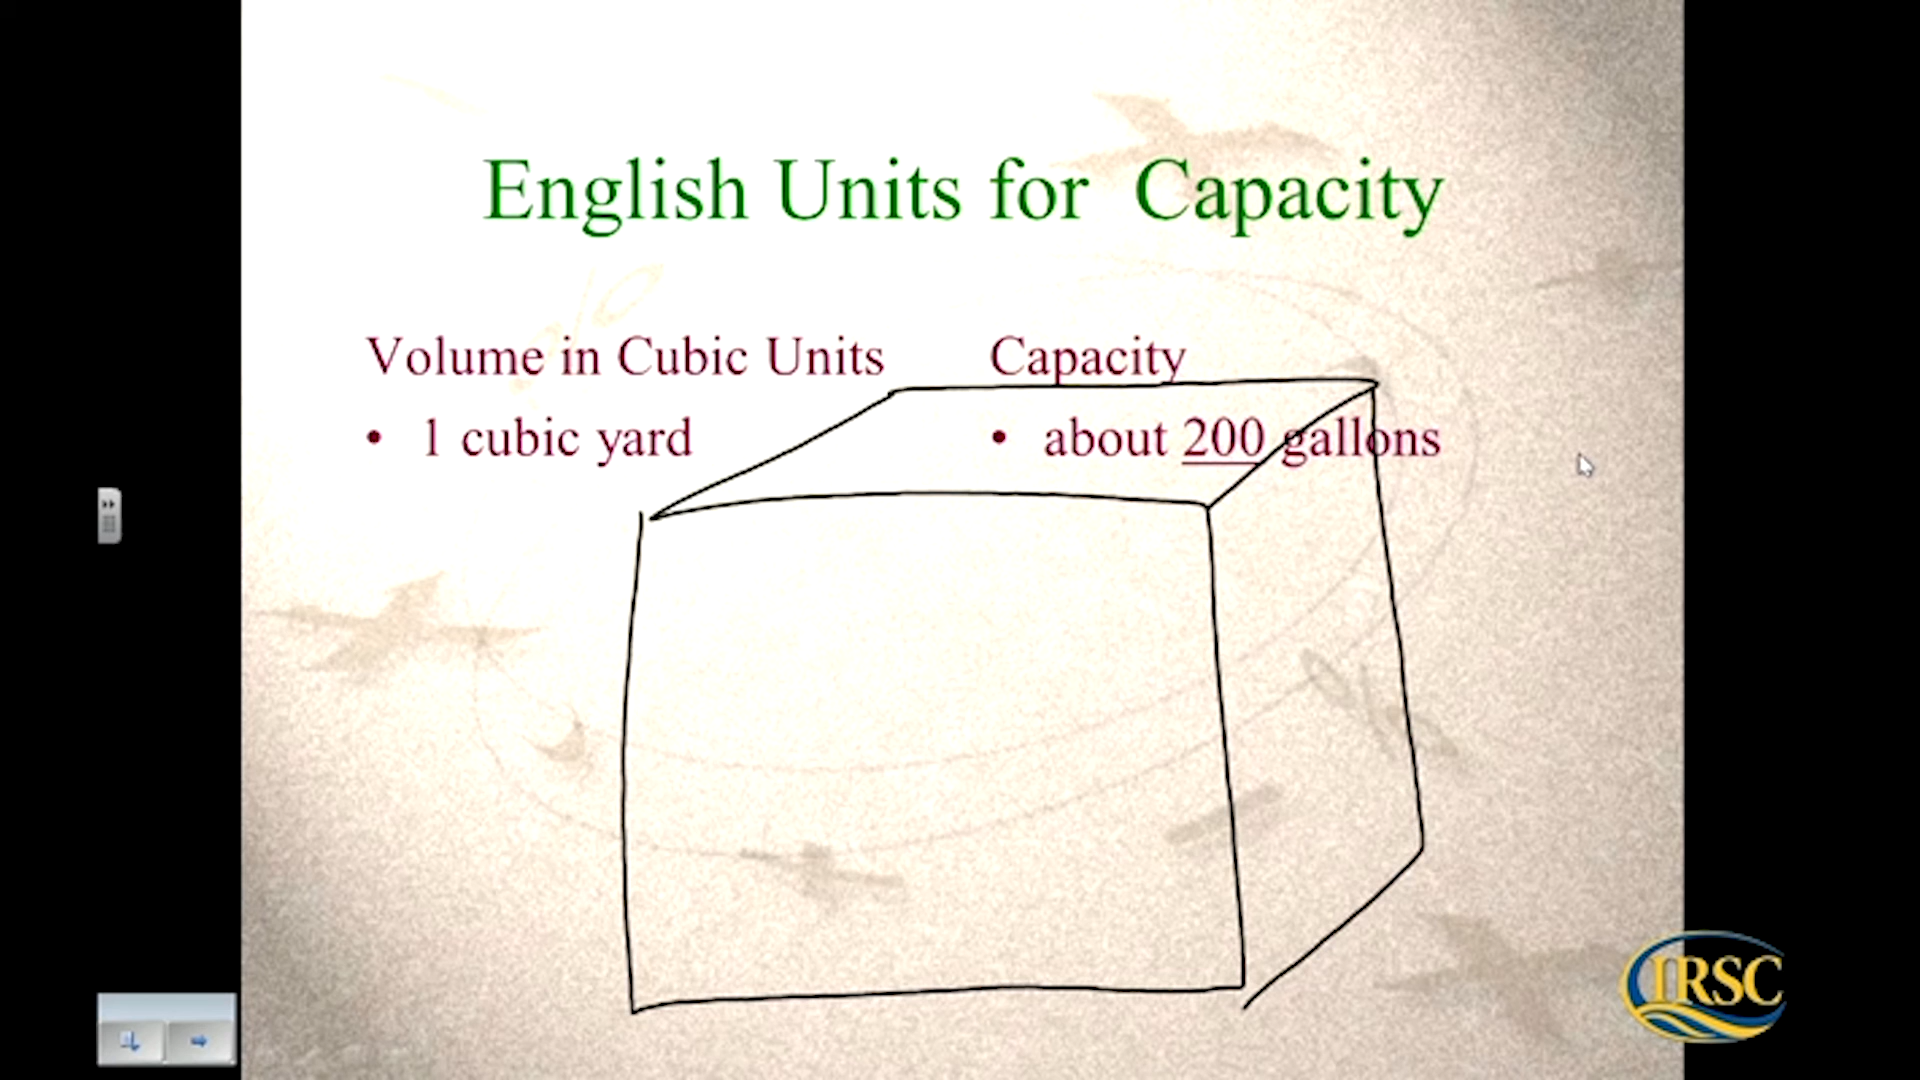 English Units for Capacity
Volume in Cubic Units
• 1 cubic yard
Capacity
• about 200 gallons
IRSC